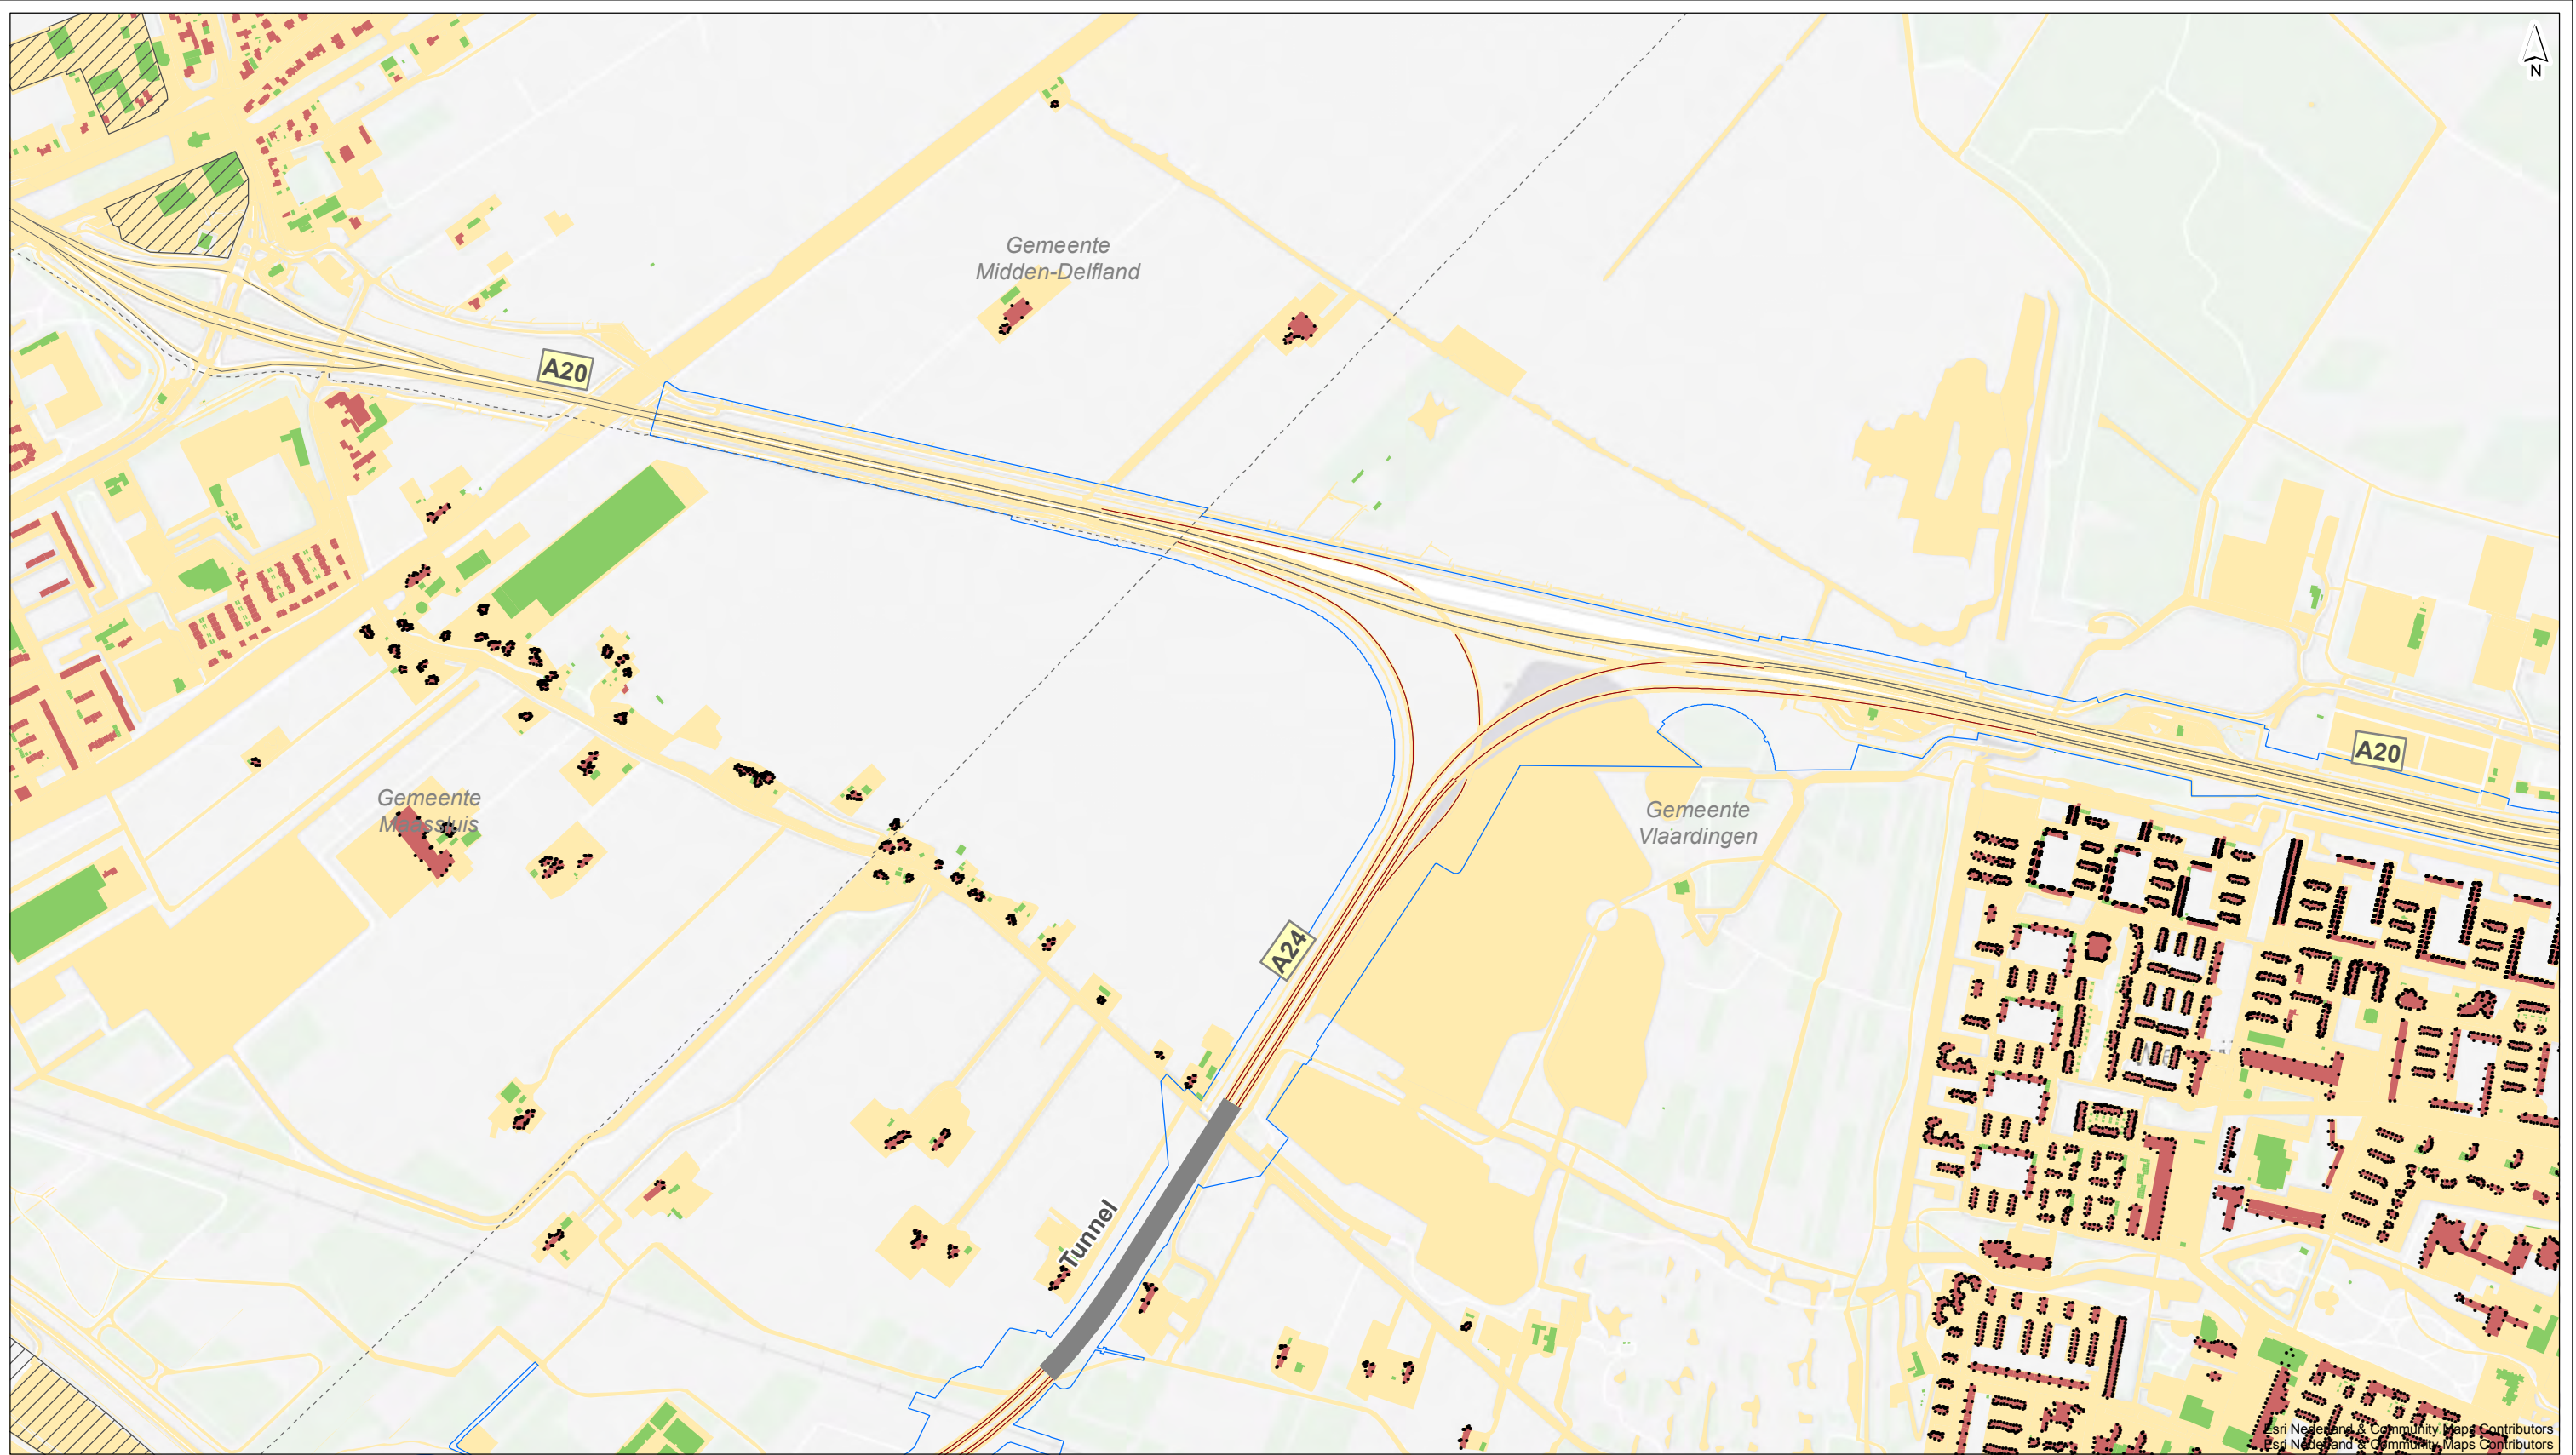 N
Gemeente
Midden-Delfland
A20
A20
Gemeente
Maassluis
Gemeente
Vlaardingen
A24
Tunnel
Esri Nederland & Community Maps Contributors
Esri Nederland & Community Maps Contributors